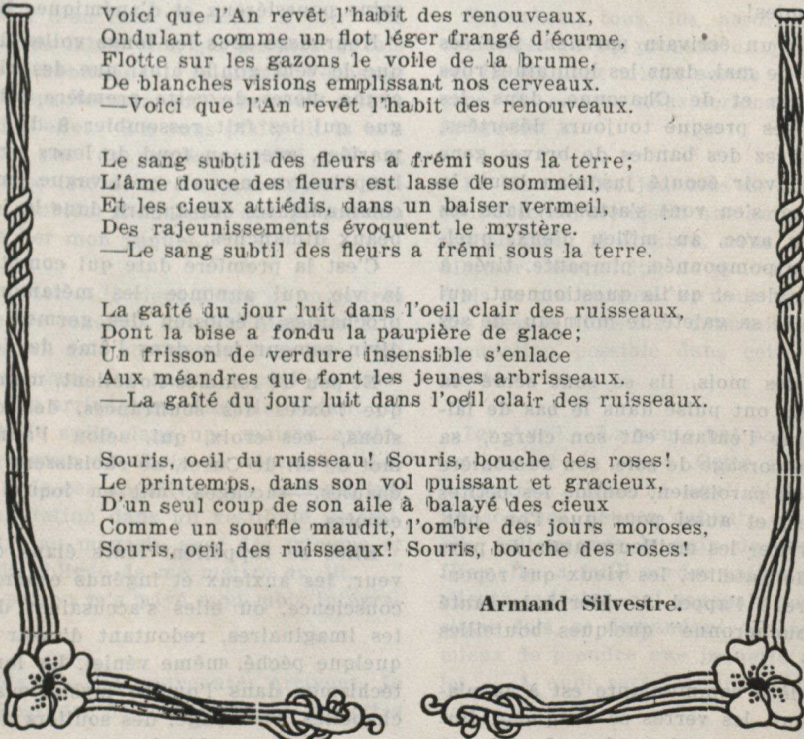 Voici que l'An revêt l'habit des renouveaux,
Ondulant comme un flot léger frangé d'écume,
Flotte sur les gazons le voile de la brume,
De blanches visions emplissant nos cerveaux.
—Voici que l'An revêt l'habit des renouveaux.
Le sang subtil des fleurs a frémi sous la terre;
L'âme douce des fleurs est lasse de sommeil,
Et les cieux attiédis, dans un baiser vermeil,
Des rajeunissements évoquent le mystère.
—Le sang subtil des fleurs a frémi sous la terre.
La gaîté du jour luit dans l'oeil clair des ruisseaux,
Dont la bise a fondu la paupière de glace;
Un frisson de verdure insensible s'enlace
Aux méandres que font les jeunes arbrisseaux.
—La gaîté du jour luit dans l'oeil clair des ruisseaux.
Souris, oeil du ruisseau! Souris, bouche des roses!
Le printemps, dans son vol puissant et gracieux,
D'un seul coup de son aile a balayé des cieux
Comme un souffle maudit, l'ombre des jours moroses,
Souris, oeil des ruisseaux! Souris, bouche des roses!
Armand Silvestre.